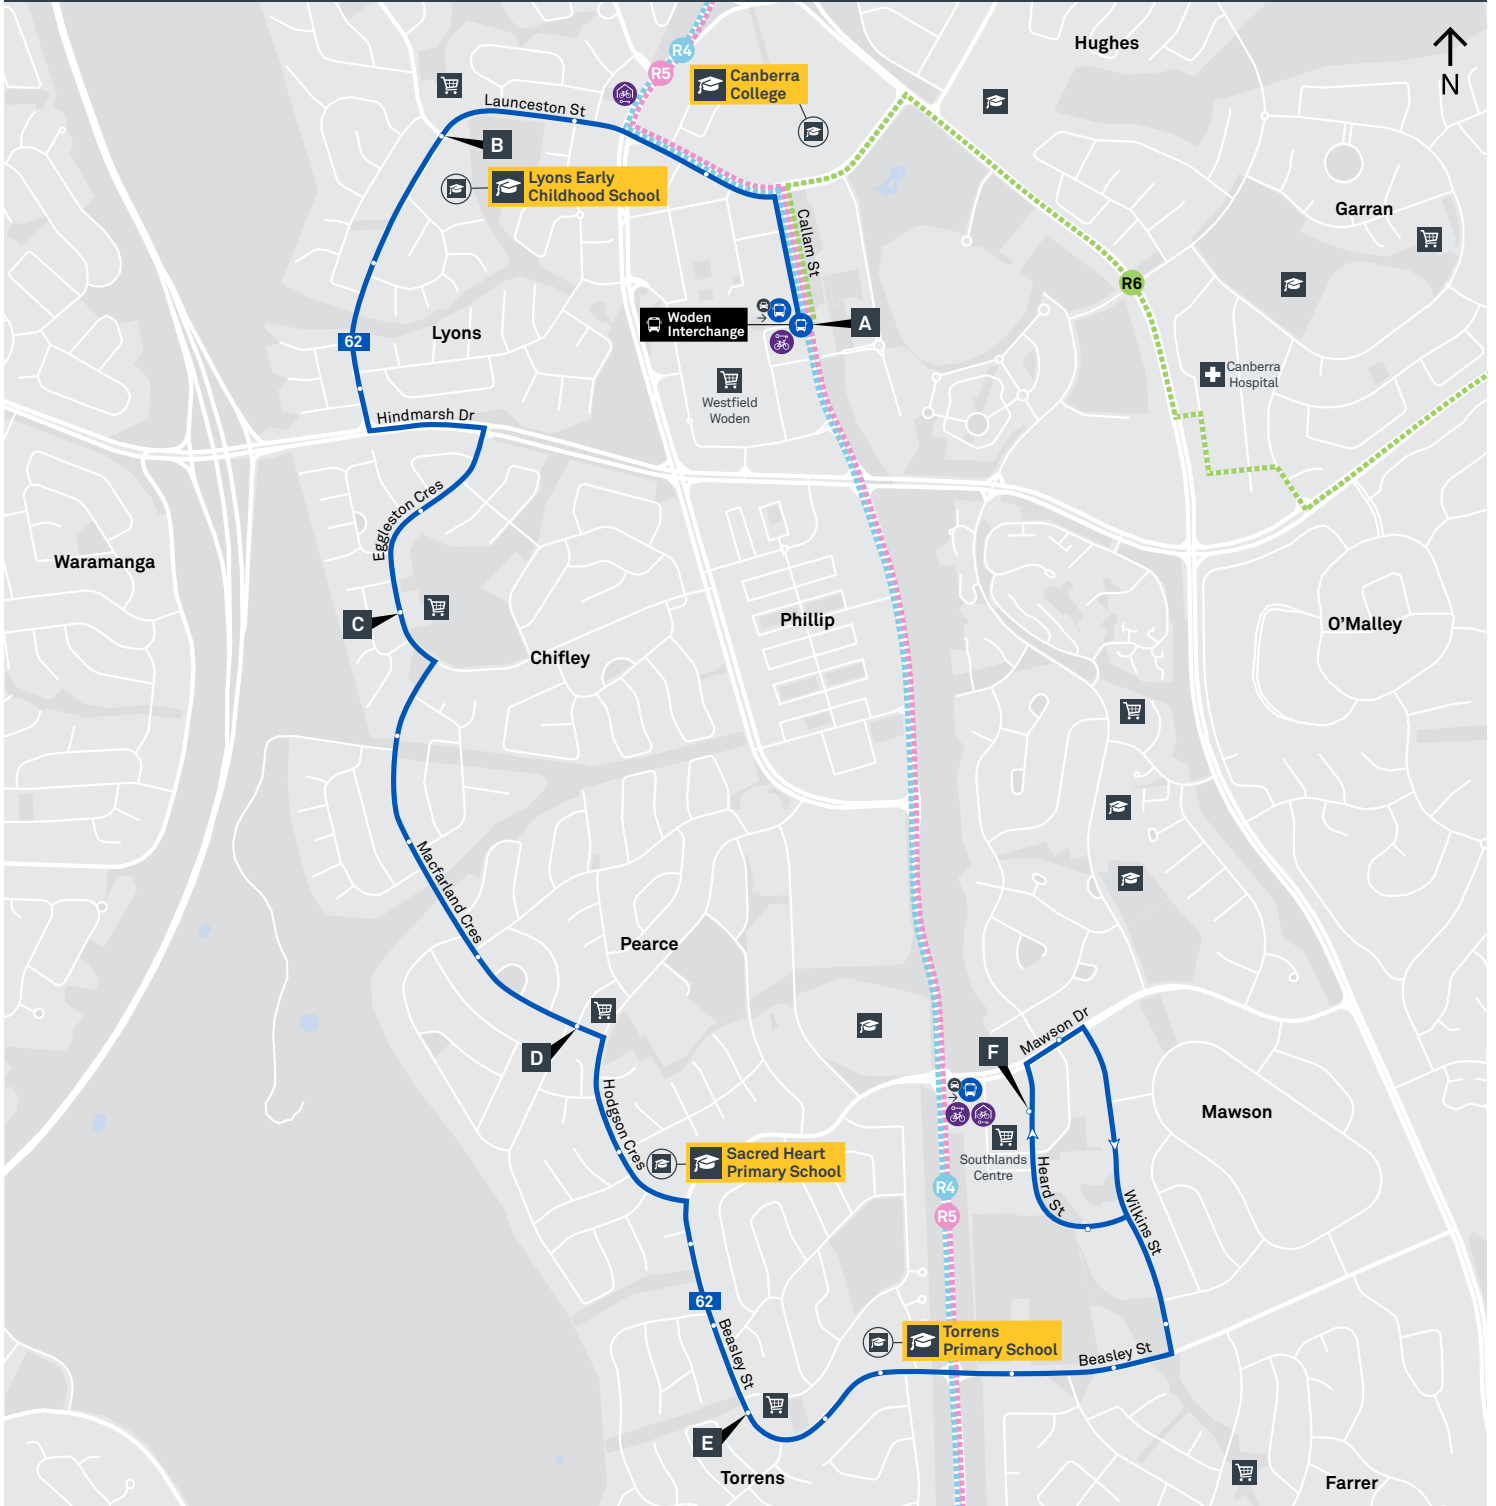 Hughes
N
R4
R5
Canberra
College
Launceston St
B
Lyons Early
Childhood School
Garran
Callam St
R6
Woden
Interchange
A
62
Lyons
Canberra
Hospital
Westfield
Woden
Hindmarsh Dr
Eggleston Cres
Waramanga
C
Phillip
O'Malley
Chifley
Macfarland Cres
Pearce
D
Mawson Dr
F
Hodgson Cres
Mawson
Sacred Heart
Primary School
Southlands
Centre
Heard St
R4
R5
Wilkins St
62
Beasley St
Torrens
Primary School
Beasley St
E
Torrens
Farrer